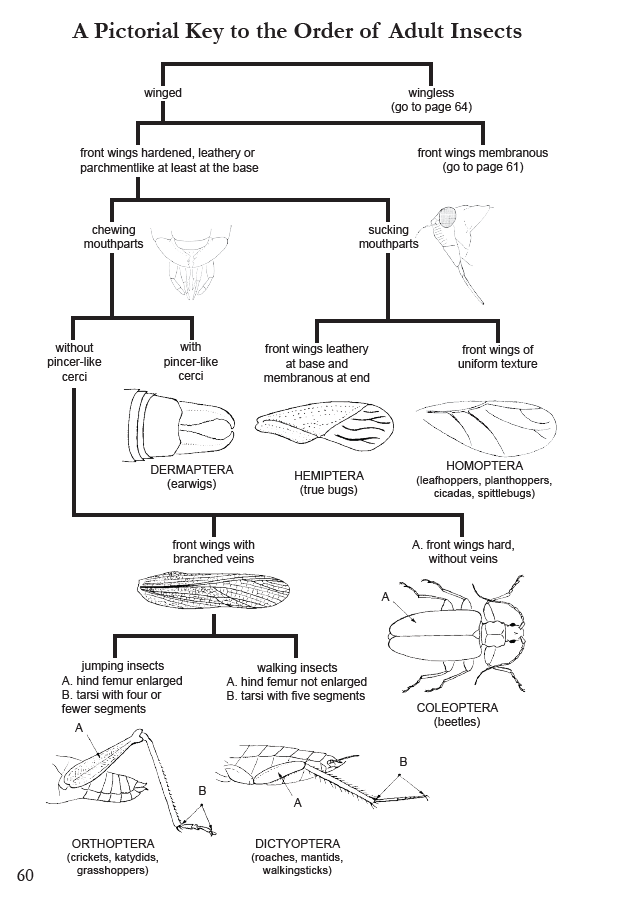 A Pictorial Key to the Order of Adult Insects
winged
wingless
(go to page 64)
front wings hardened, leathery or
parchmentlike at least at the base
front wings membranous
(go to page 61)
chewing
mouthparts
sucking
mouthparts
without
pincer-like
cerci
with
pincer-like
cerci
front wings leathery
at base and
membranous at end
front wings of
uniform texture
DERMAPTERA
(earwigs)
HEMIPTERA
(true bugs)
HOMOPTERA
(leafhoppers, planthoppers,
cicadas, spittlebugs)
front wings with
branched veins
A. front wings hard,
without veins
A
jumping insects
A. hind femur enlarged
B. tarsi with four or
fewer segments
walking insects
A. hind femur not enlarged
B. tarsi with five segments
COLEOPTERA
(beetles)
A
B
A
B
ORTHOPTERA
(crickets, katydids,
grasshoppers)
DICTYOPTERA
(roaches, mantids,
walkingsticks)
60